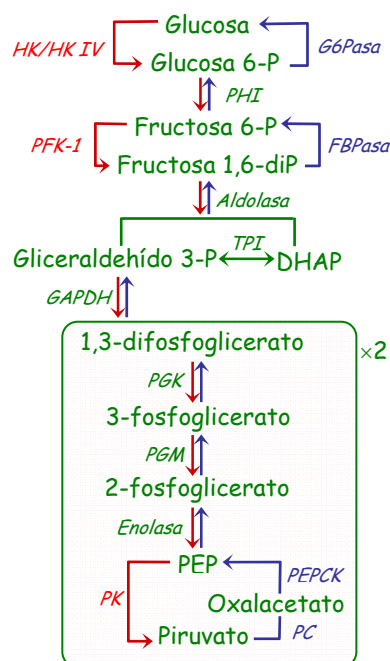 Glucosa
HK/HK IV
G6Pasa
Glucosa 6-P
PHI
Fructosa 6-P
PFK-1
FBPasa
Fructosa 1,6-diP
Aldolasa
TPI
Gliceraldehído 3-P
DHAP
GAPDH
1,3-difosfoglicerato
×2
PGK
3-fosfoglicerato
PGM
2-fosfoglicerato
Enolasa
PEP
PEPCK
PK
Oxalacetato
Piruvato
PC